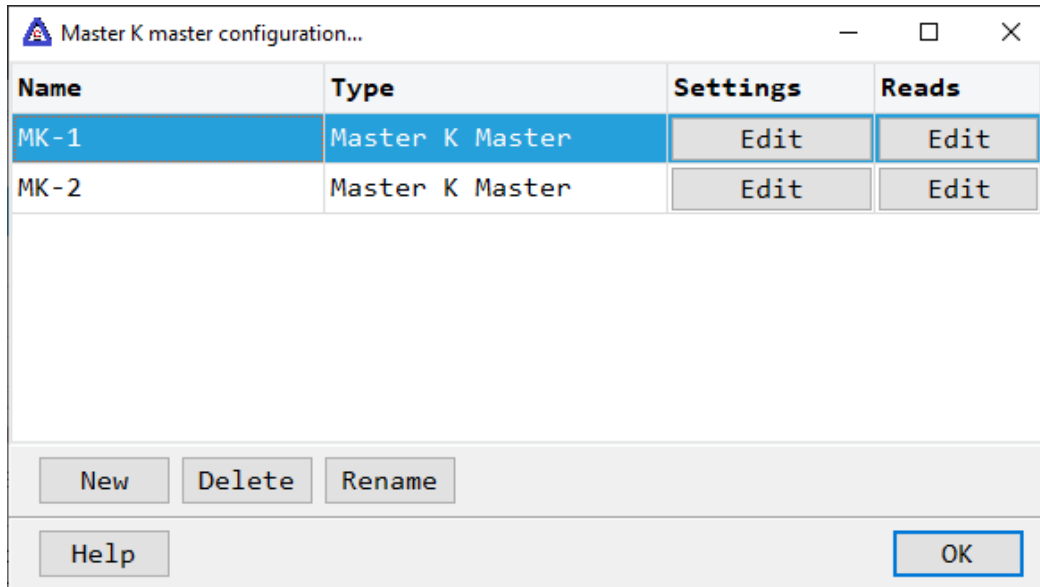 Master K master configuration...
Name Type Settings Reads
MK-1 Master K Master Edit Edit
MK-2 Master K Master Edit Edit
New Delete Rename
Help OK